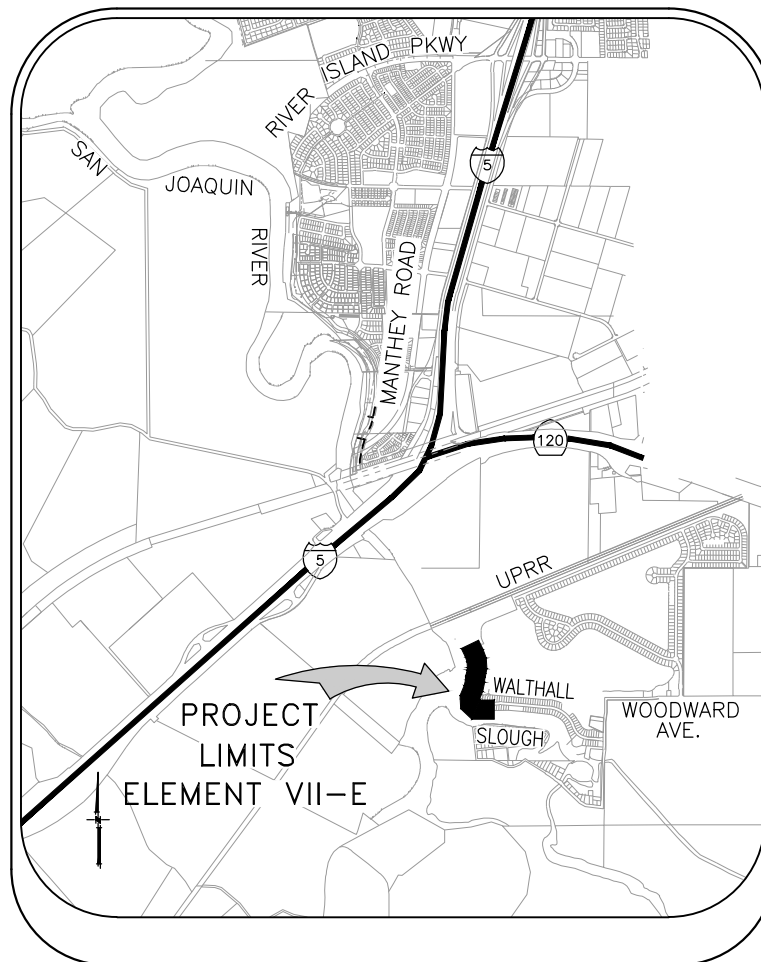 RIVER ISLAND PKWY
SAN JOAQUIN RIVER
5
MANTHEY ROAD
120
5
UPRR
WALTHALL
SLOUGH
WOODWARD
AVE.
PROJECT
LIMITS
ELEMENT VII-E
N